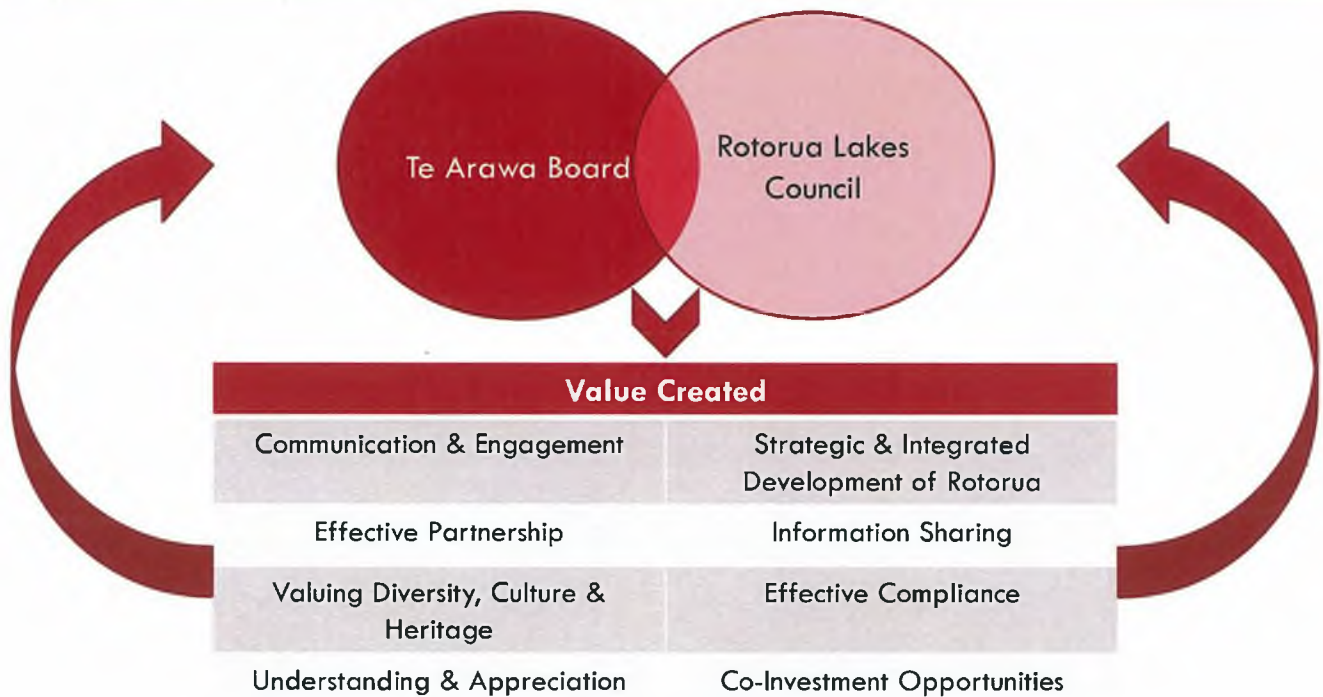 Te Arawa Board
Rotorua Lakes
Council
Value Created
Communication & Engagement
Strategic & Integrated
Development of Rotorua
Effective Partnership
Information Sharing
Valuing Diversity, Culture &
Heritage
Effective Compliance
Understanding & Appreciation
Co-Investment Opportunities